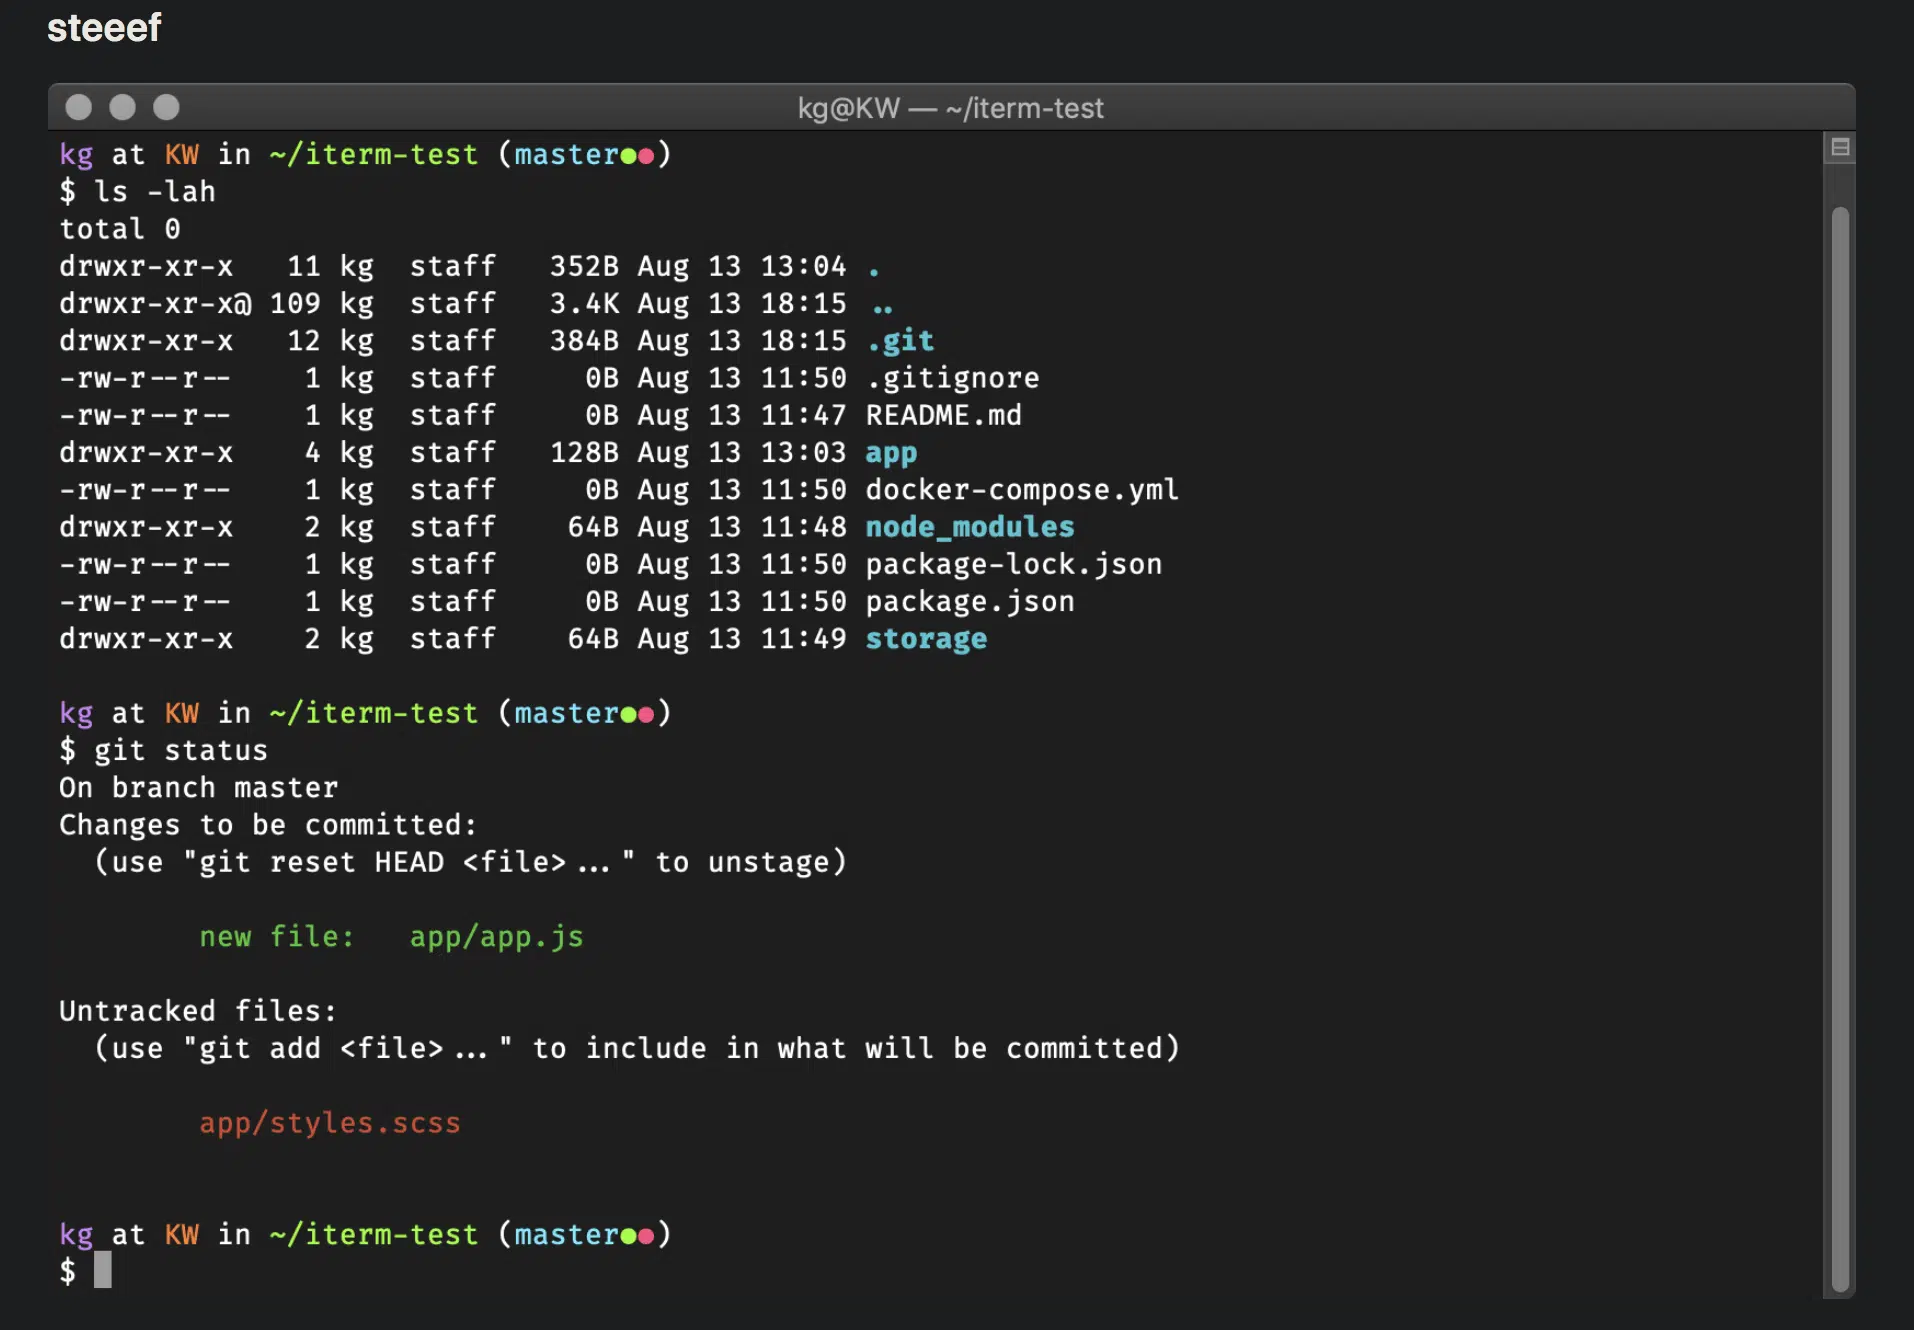 steeef
kg@KW — ~/iterm-test
kg at KW in ~/iterm-test (master●●)
$ ls -lah
total 0
drwxr-xr-x   11 kg  staff   352B Aug 13 13:04 .
drwxr-xr-x@ 109 kg  staff   3.4K Aug 13 18:15 ..
drwxr-xr-x   12 kg  staff   384B Aug 13 18:15 .git
-rw-r--r--    1 kg  staff     0B Aug 13 11:50 .gitignore
-rw-r--r--    1 kg  staff     0B Aug 13 11:47 README.md
drwxr-xr-x    4 kg  staff   128B Aug 13 13:03 app
-rw-r--r--    1 kg  staff     0B Aug 13 11:50 docker-compose.yml
drwxr-xr-x    2 kg  staff    64B Aug 13 11:48 node_modules
-rw-r--r--    1 kg  staff     0B Aug 13 11:50 package-lock.json
-rw-r--r--    1 kg  staff     0B Aug 13 11:50 package.json
drwxr-xr-x    2 kg  staff    64B Aug 13 11:49 storage
kg at KW in ~/iterm-test (master●●)
$ git status
On branch master
Changes to be committed:
  (use "git reset HEAD <file>..." to unstage)
        new file:   app/app.js
Untracked files:
  (use "git add <file>..." to include in what will be committed)
        app/styles.scss
kg at KW in ~/iterm-test (master●●)
$